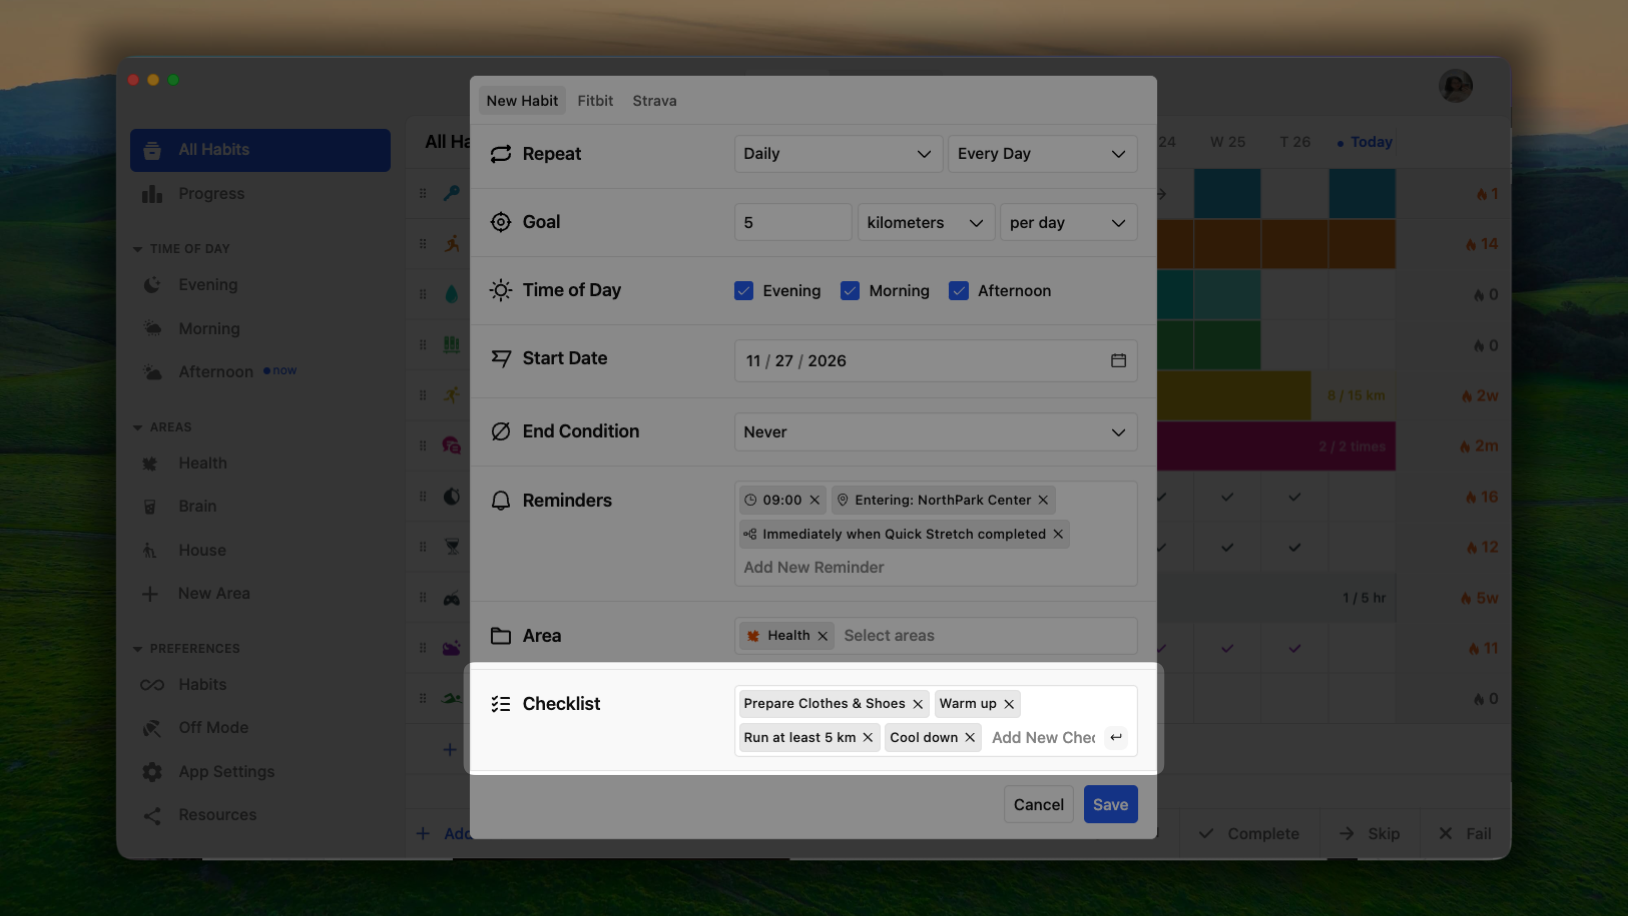 New Habit Fitbit Strava
All Habits
Progress
TIME OF DAY
Evening
Morning
Afternoon now
AREAS
Health
Brain
House
New Area
PREFERENCES
Habits
Off Mode
App Settings
Resources
All Ha
Repeat Daily Every Day
Goal 5 kilometers per day
Time of Day Evening Morning Afternoon
Start Date 11 / 27 / 2026
End Condition Never
Reminders 09:00 Entering: NorthPark Center
Immediately when Quick Stretch completed
Add New Reminder
Area Health Select areas
Checklist Prepare Clothes & Shoes Warm up
Run at least 5 km Cool down Add New Chec
Cancel Save
24 W 25 T 26 Today
1
14
0
0
8 / 15 km 2w
2 / 2 times 2m
16
12
1 / 5 hr 5w
11
0
Add
Complete Skip Fail